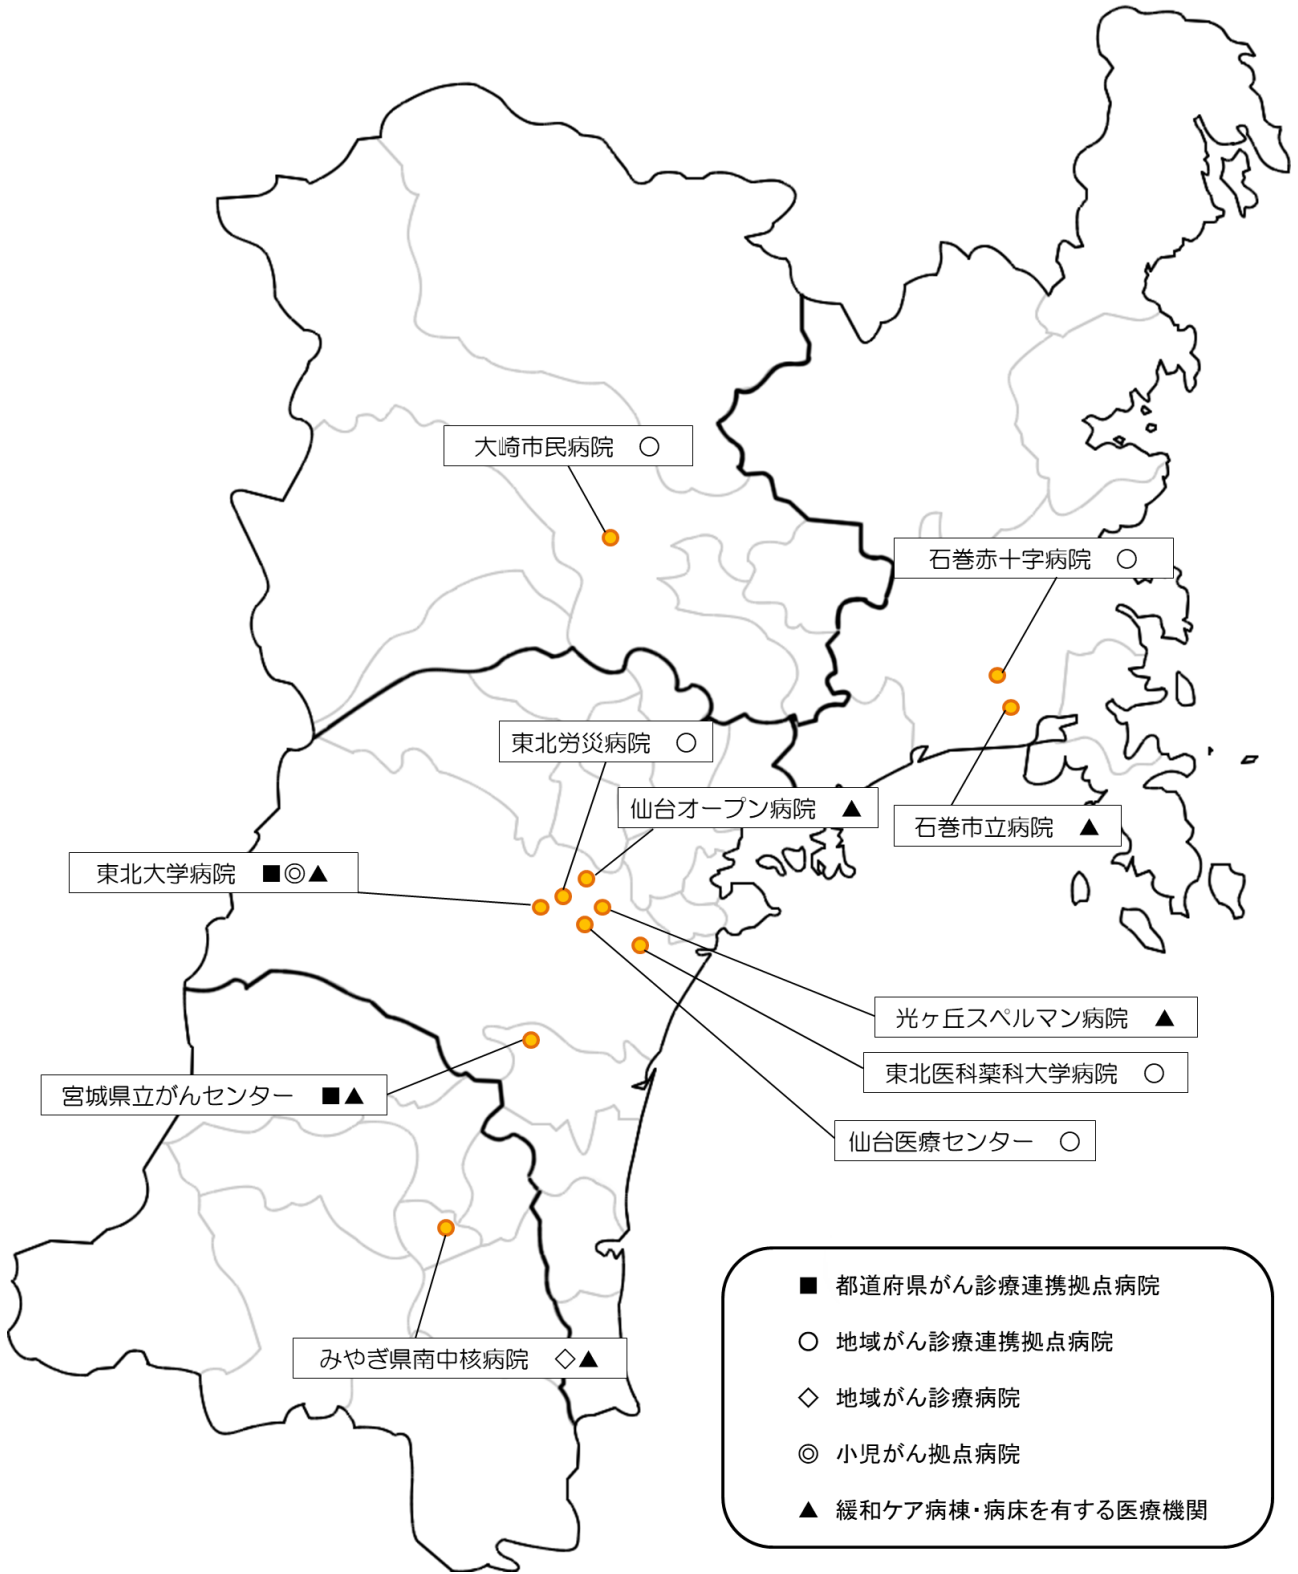 大崎市民病院 ○
石巻赤十字病院 ○
東北労災病院 ○
仙台オープン病院 ▲
石巻市立病院 ▲
東北大学病院 ■◎▲
光ヶ丘スペルマン病院 ▲
東北医科薬科大学病院 ○
宮城県立がんセンター ■▲
仙台医療センター ○
みやぎ県南中核病院 ◇▲
■ 都道府県がん診療連携拠点病院
○ 地域がん診療連携拠点病院
◇ 地域がん診療病院
◎ 小児がん拠点病院
▲ 緩和ケア病棟・病床を有する医療機関